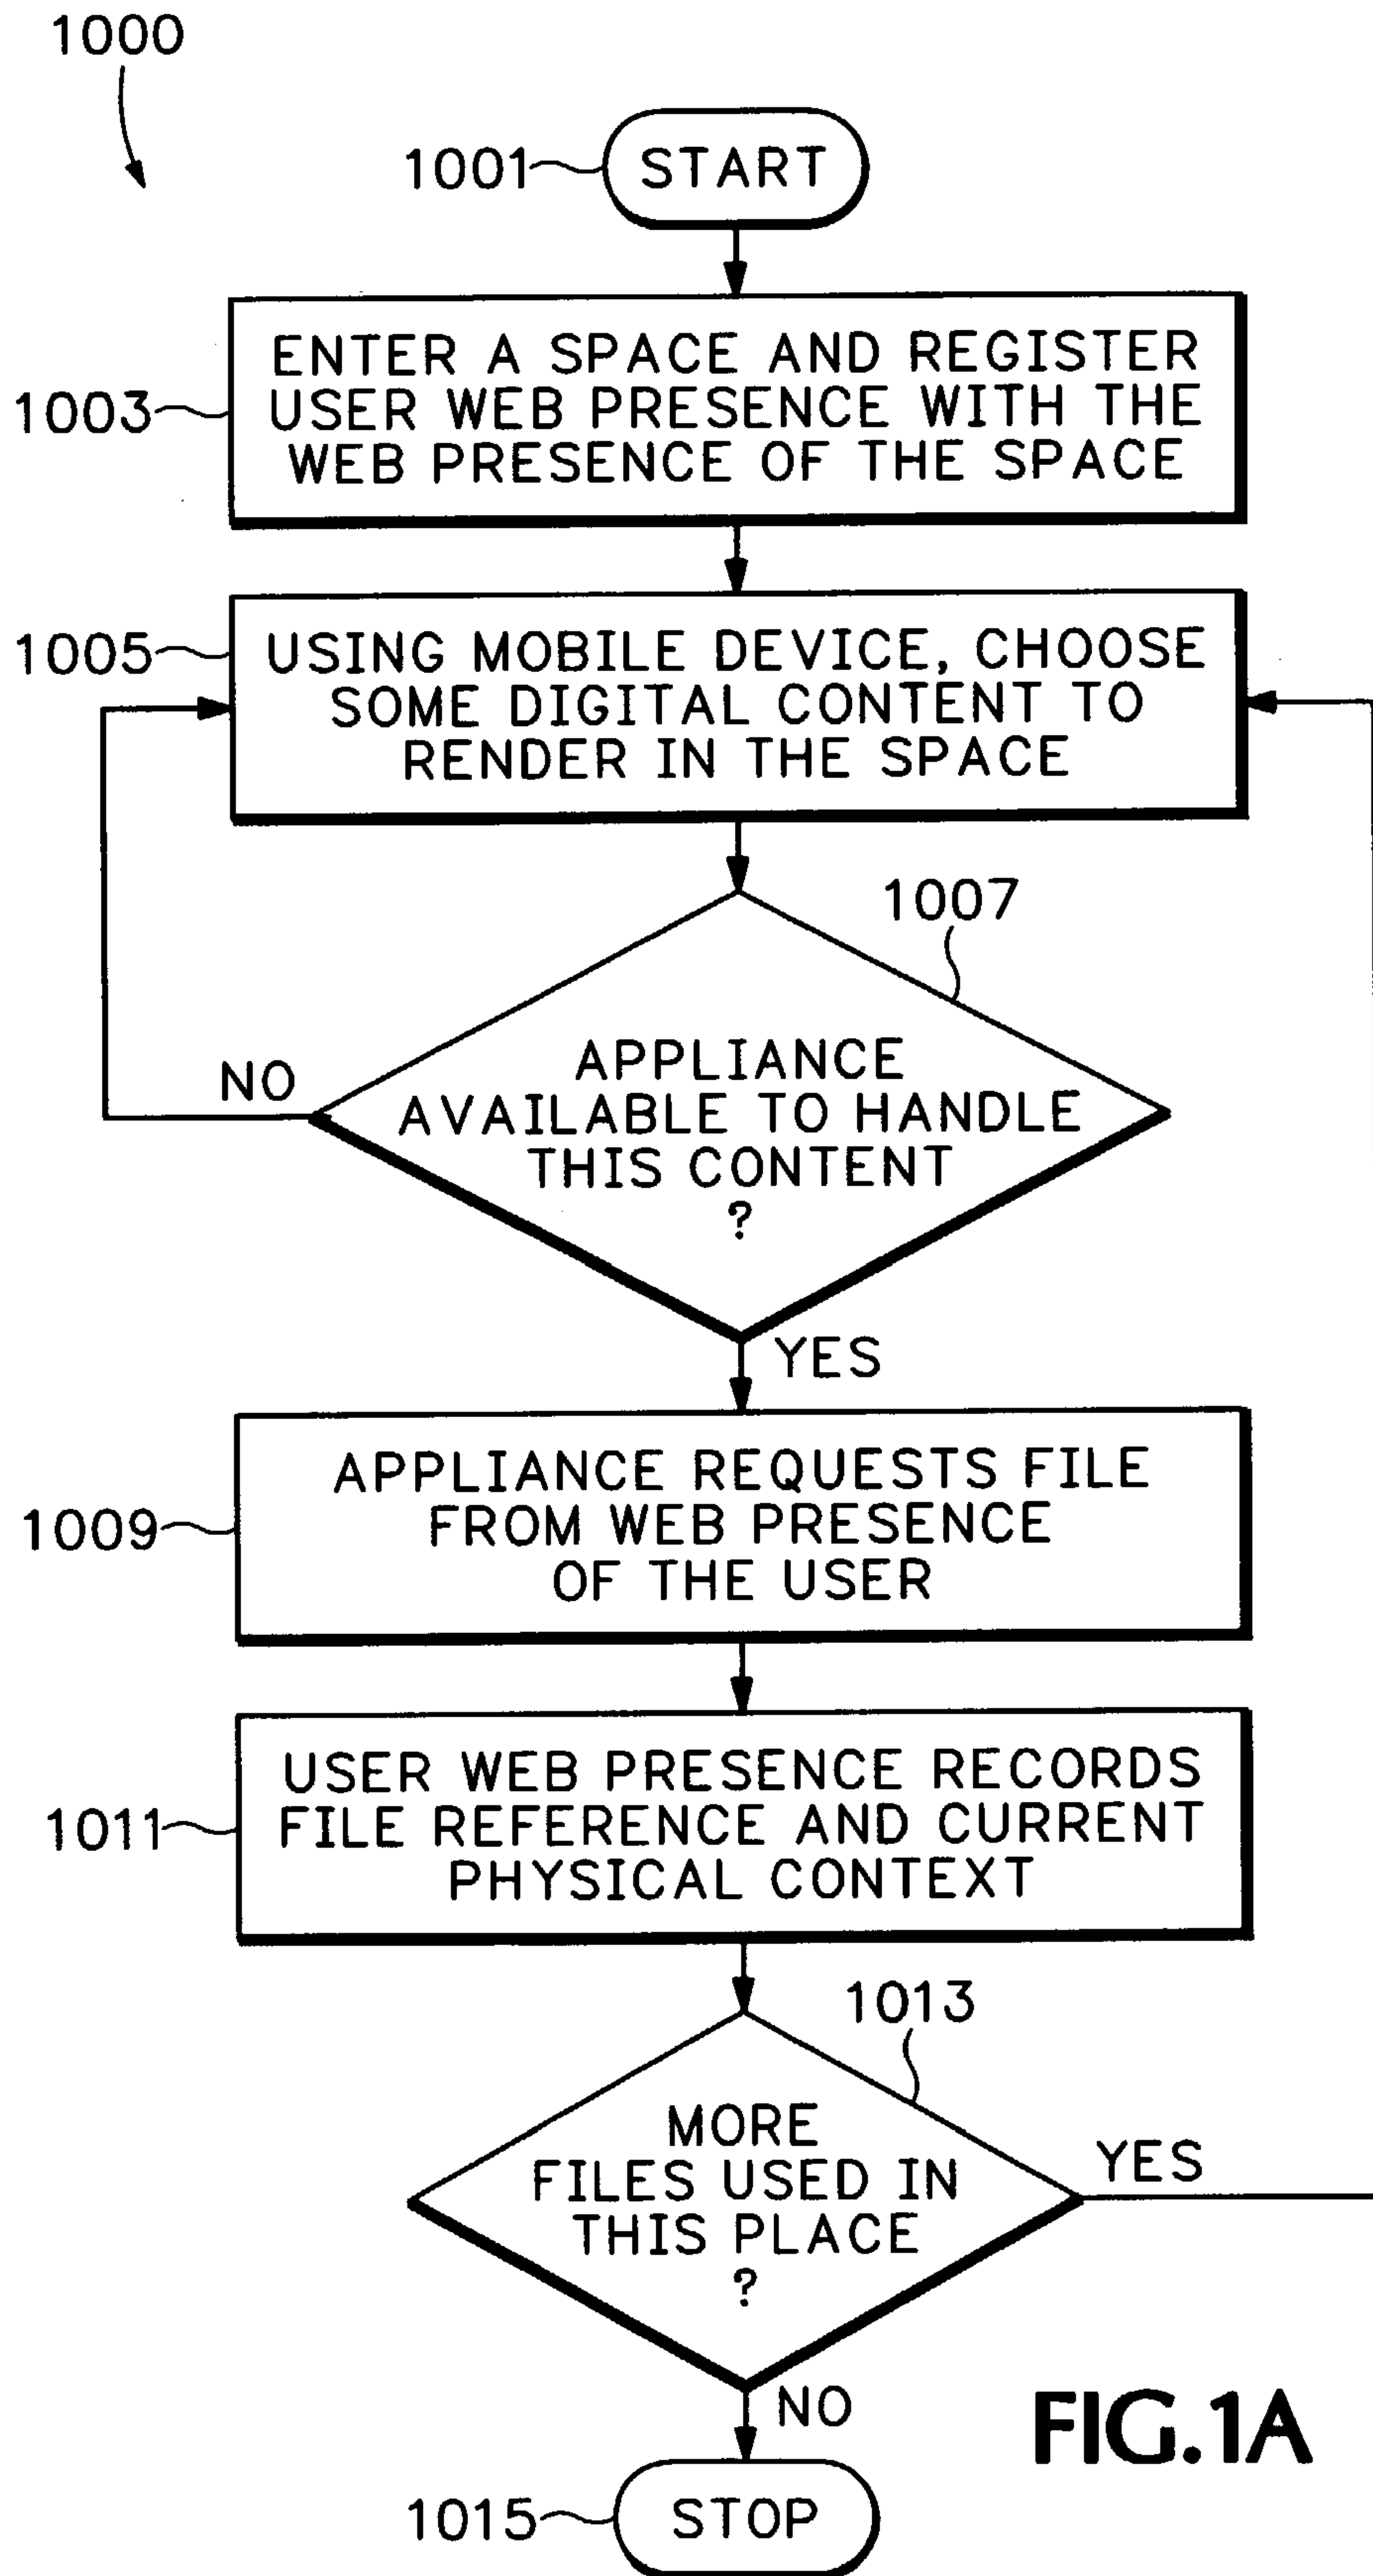 1000
1001
START
1003
ENTER A SPACE AND REGISTER
USER WEB PRESENCE WITH THE
WEB PRESENCE OF THE SPACE
1005
USING MOBILE DEVICE, CHOOSE
SOME DIGITAL CONTENT TO
RENDER IN THE SPACE
1007
APPLIANCE
AVAILABLE TO HANDLE
THIS CONTENT
?
NO
YES
1009
APPLIANCE REQUESTS FILE
FROM WEB PRESENCE
OF THE USER
1011
USER WEB PRESENCE RECORDS
FILE REFERENCE AND CURRENT
PHYSICAL CONTEXT
1013
MORE
FILES USED IN
THIS PLACE
?
YES
NO
1015
STOP
FIG.1A